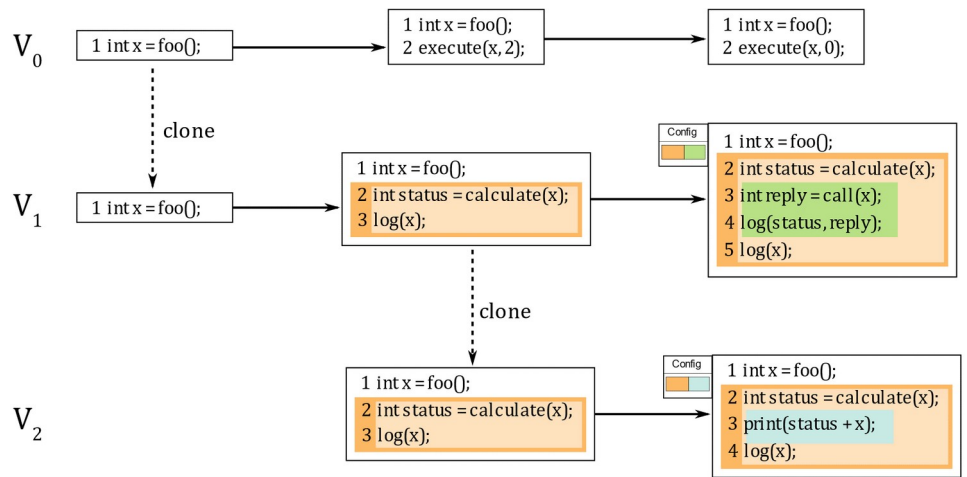 V0
1 int x = foo();
1 int x = foo();
2 execute(x, 2);
1 int x = foo();
2 execute(x, 0);
clone
V1
1 int x = foo();
1 int x = foo();
2 int status = calculate(x);
3 log(x);
Config
1 int x = foo();
2 int status = calculate(x);
3 int reply = call(x);
4 log(status, reply);
5 log(x);
clone
V2
1 int x = foo();
2 int status = calculate(x);
3 log(x);
Config
1 int x = foo();
2 int status = calculate(x);
3 print(status + x);
4 log(x);